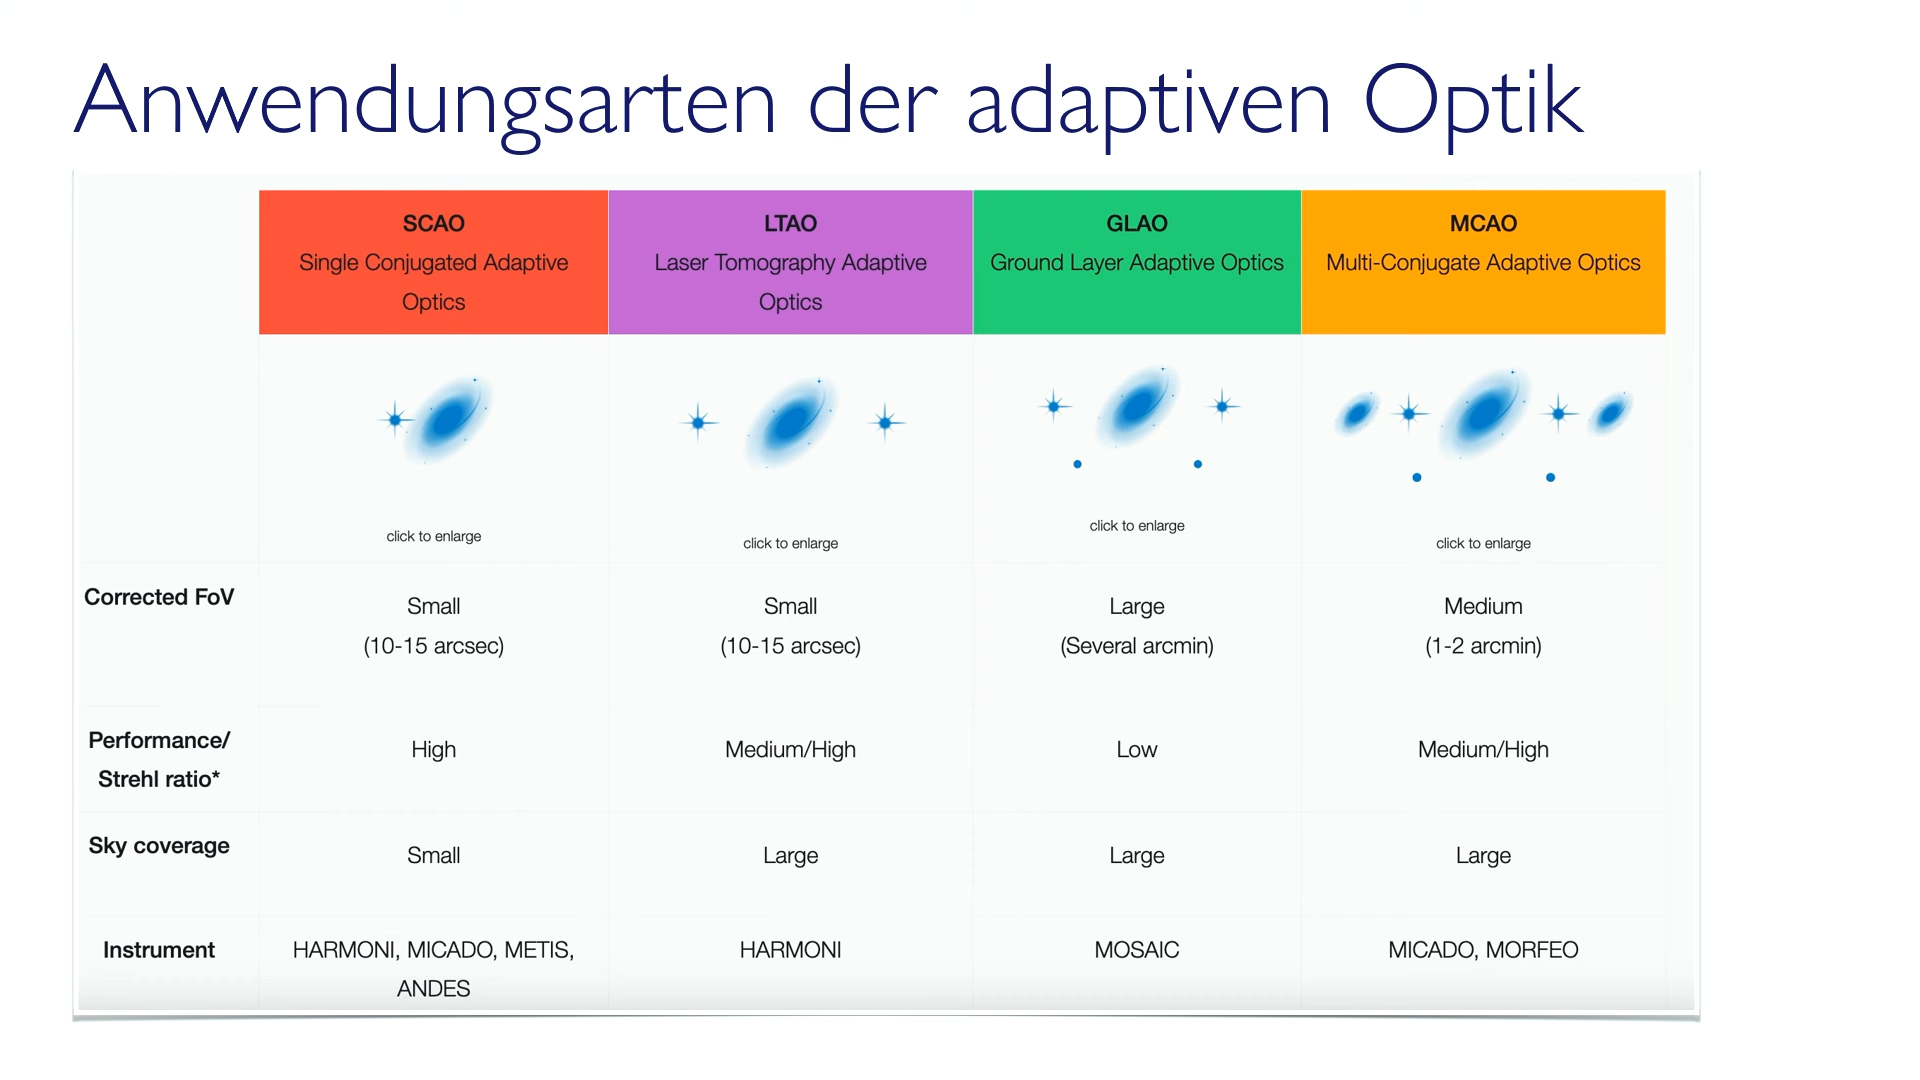 Anwendungsarten der adaptiven Optik
SCAO
Single Conjugated Adaptive
Optics
LTAO
Laser Tomography Adaptive
Optics
GLAO
Ground Layer Adaptive Optics
MCAO
Multi-Conjugate Adaptive Optics
click to enlarge
click to enlarge
click to enlarge
click to enlarge
Corrected FoV
Small
(10-15 arcsec)
Small
(10-15 arcsec)
Large
(Several arcmin)
Medium
(1-2 arcmin)
Performance/
Strehl ratio*
High
Medium/High
Low
Medium/High
Sky coverage
Small
Large
Large
Large
Instrument
HARMONI, MICADO, METIS,
ANDES
HARMONI
MOSAIC
MICADO, MORFEO